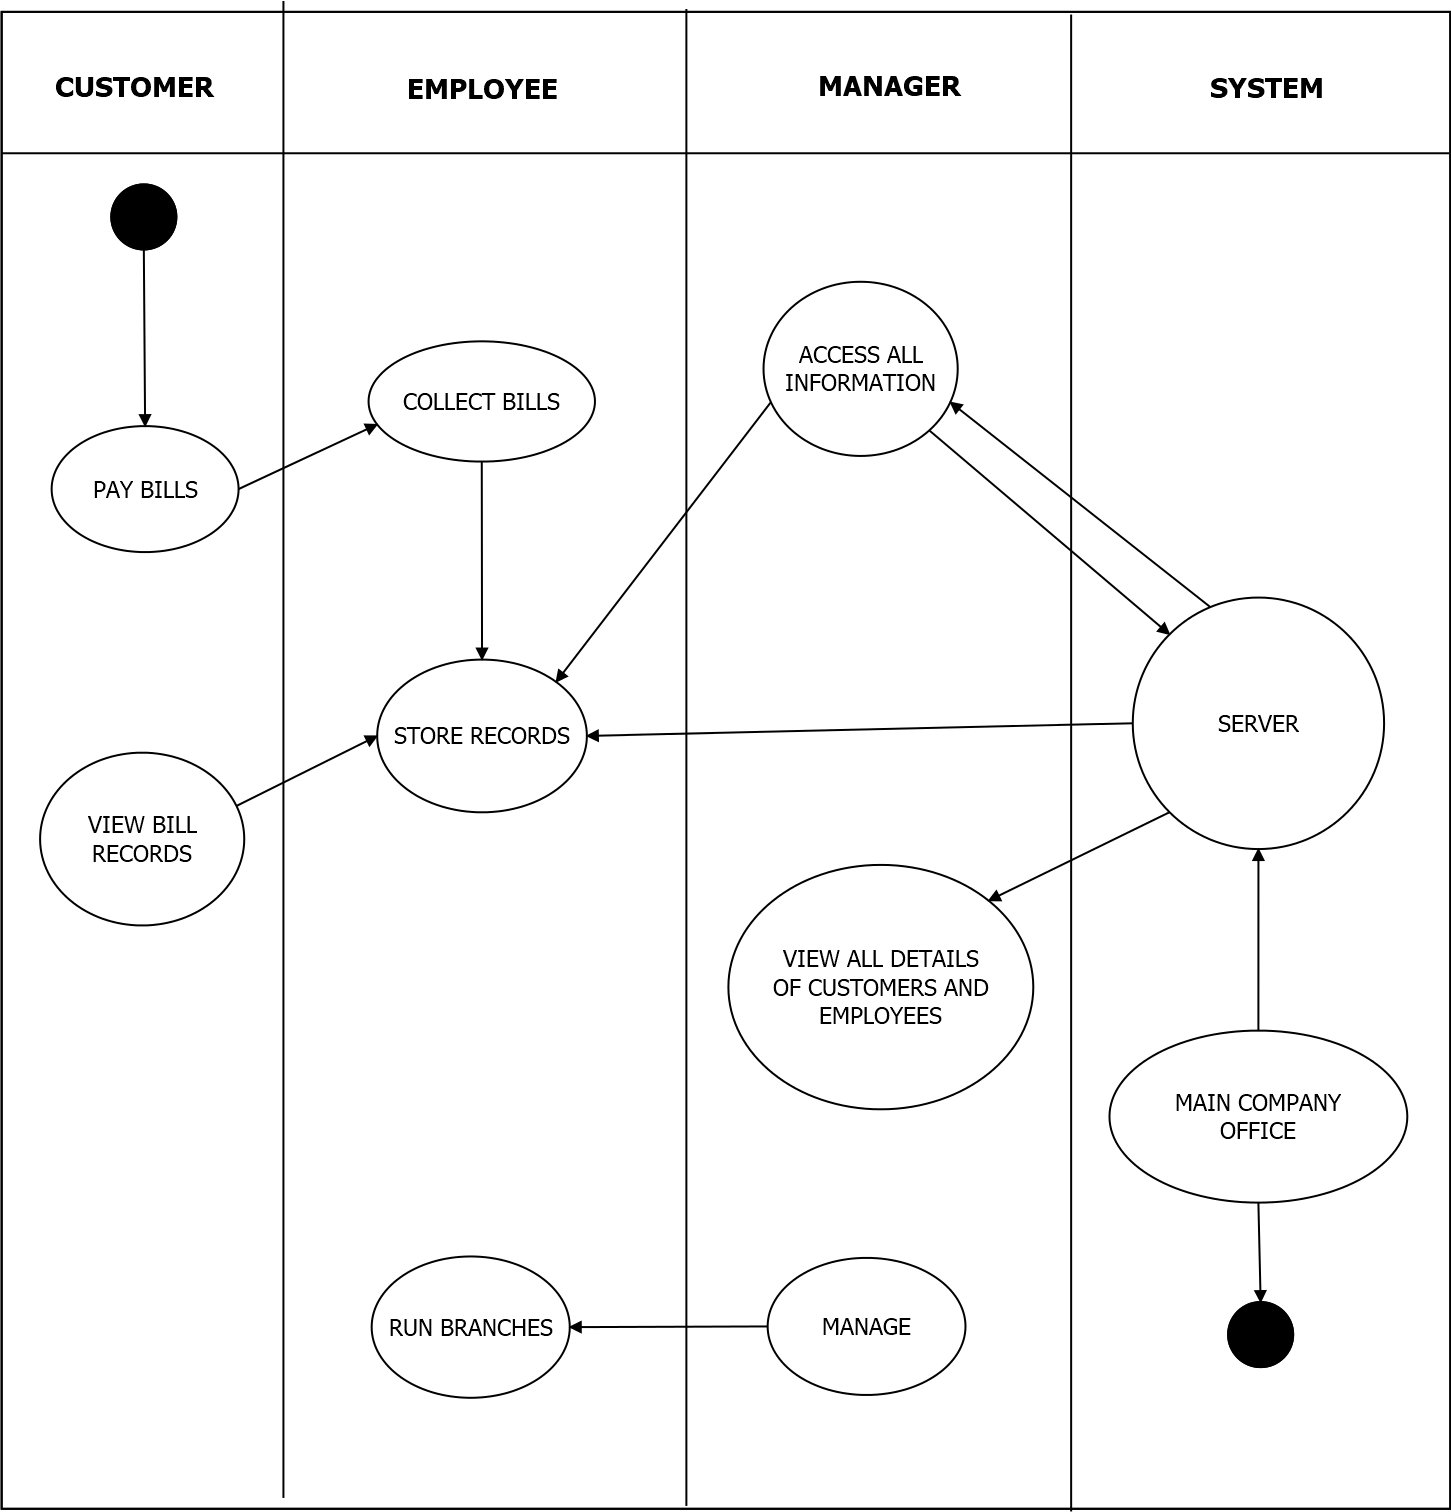 CUSTOMER
EMPLOYEE
MANAGER
SYSTEM
ACCESS ALL
INFORMATION
COLLECT BILLS
PAY BILLS
SERVER
STORE RECORDS
VIEW BILL
RECORDS
VIEW ALL DETAILS
OF CUSTOMERS AND
EMPLOYEES
MAIN COMPANY
OFFICE
RUN BRANCHES
MANAGE